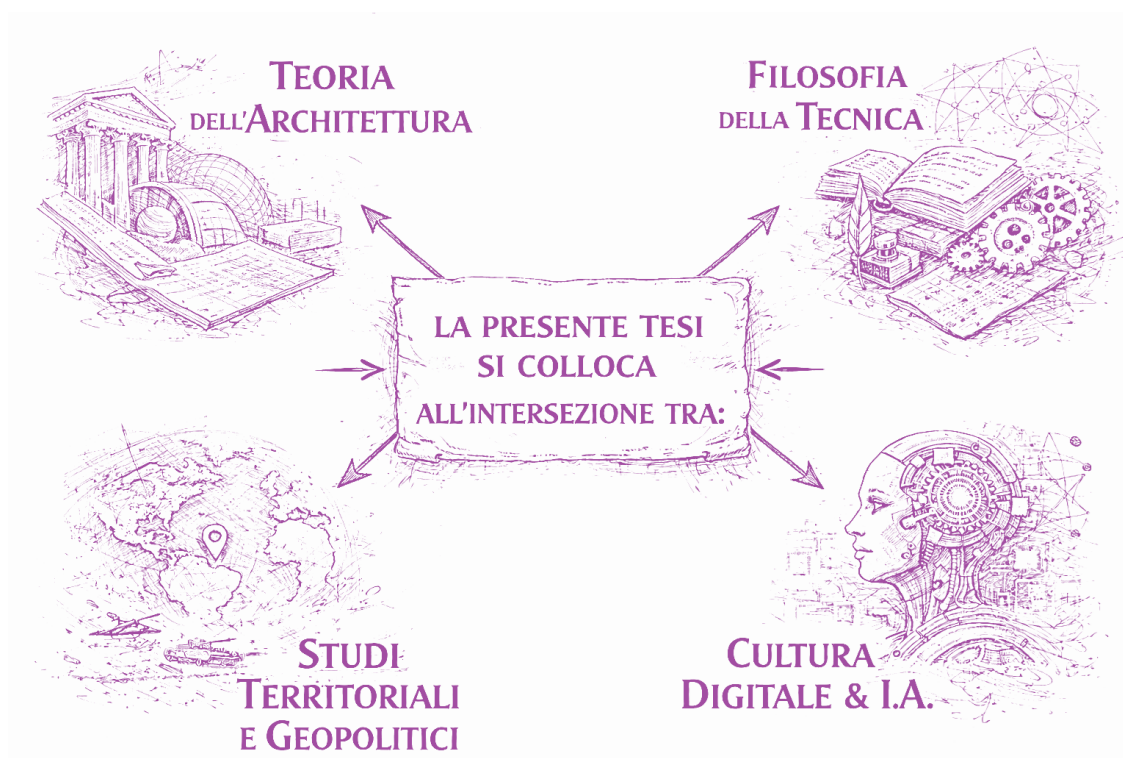 Teoria
dell'Architettura
Filosofia
della Tecnica
la presente tesi
si colloca
all'intersezione tra:
Studi
Territoriali
e Geopolitici
Cultura
Digitale & I.A.